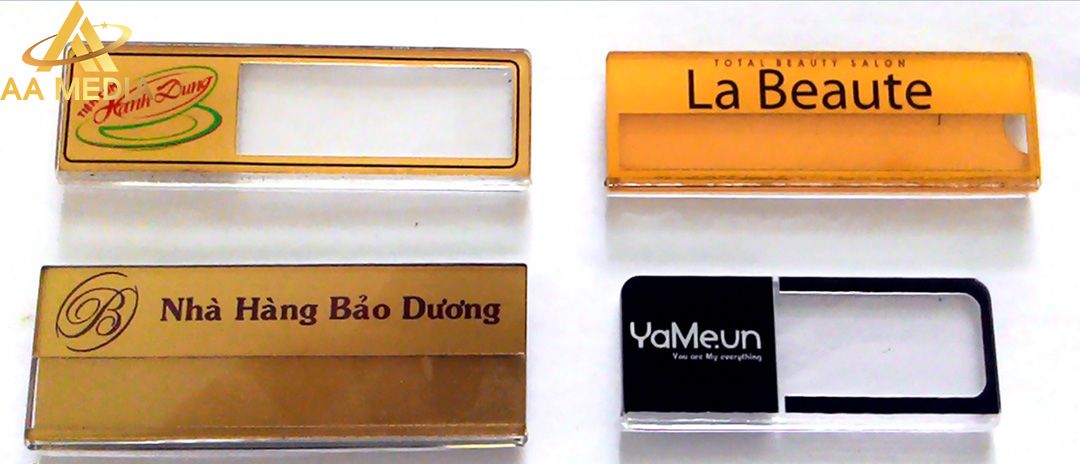 AA MEDIA
Hạnh Dung
TOTAL BEAUTY SALON
La Beaute
B
Nhà Hàng Bảo Dương
YaMe.un
You are My everything